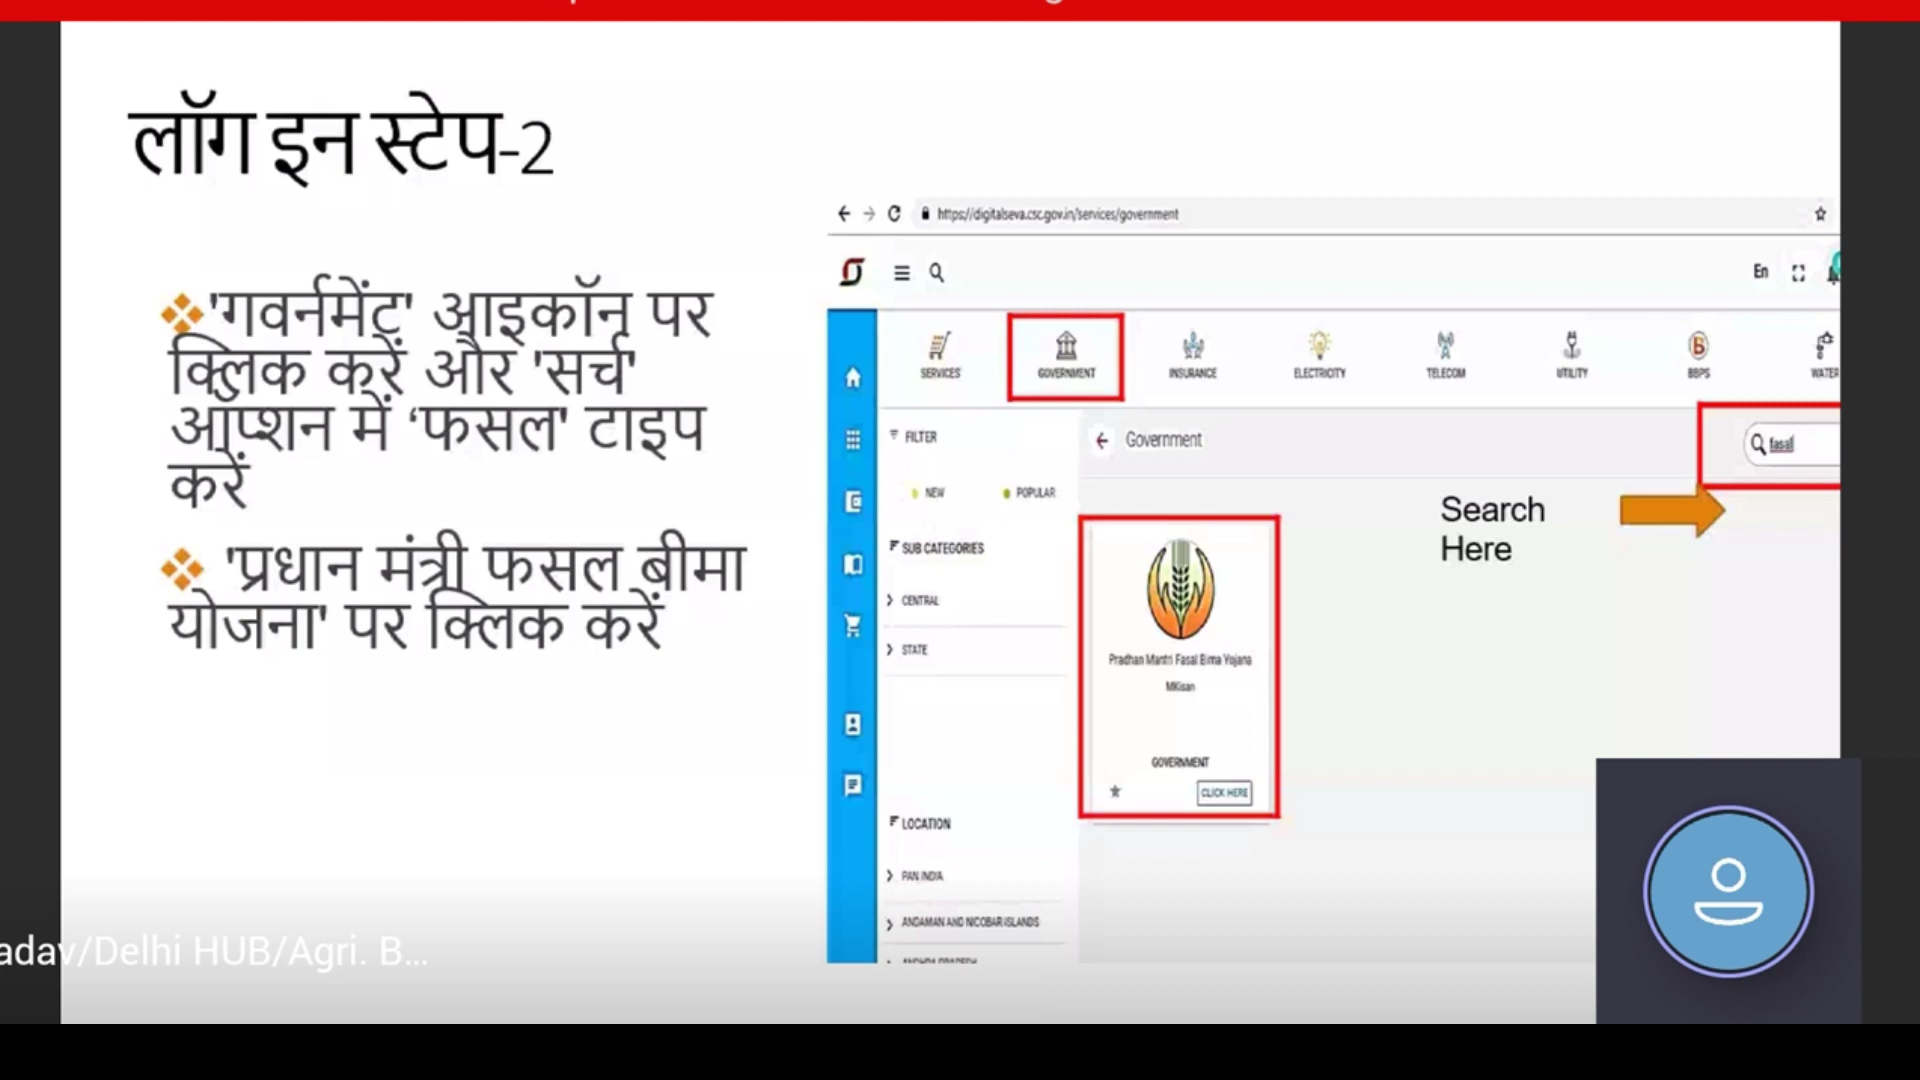 लॉग इन स्टेप-2
'गवर्नमेंट' आइकॉन पर
क्लिक करें और 'सर्च'
ऑप्शन में ‘फसल' टाइप
करें
'प्रधान मंत्री फसल बीमा
योजना' पर क्लिक करें
https://digitalseva.csc.gov.in/services/government
En
SERVICES
GOVERNMENT
INSURANCE
ELECTRICITY
TELECOM
UTILITY
BBPS
WATER
FILTER
Government
fasal
NEW
POPULAR
Search
Here
SUB CATEGORIES
CENTRAL
STATE
Pradhan Mantri Fasal Bima Yojana
MKisan
GOVERNMENT
CLICK HERE
LOCATION
PAN INDIA
ANDAMAN AND NICOBAR ISLANDS
ANDHRA PRADESH
adav/Delhi HUB/Agri. B...